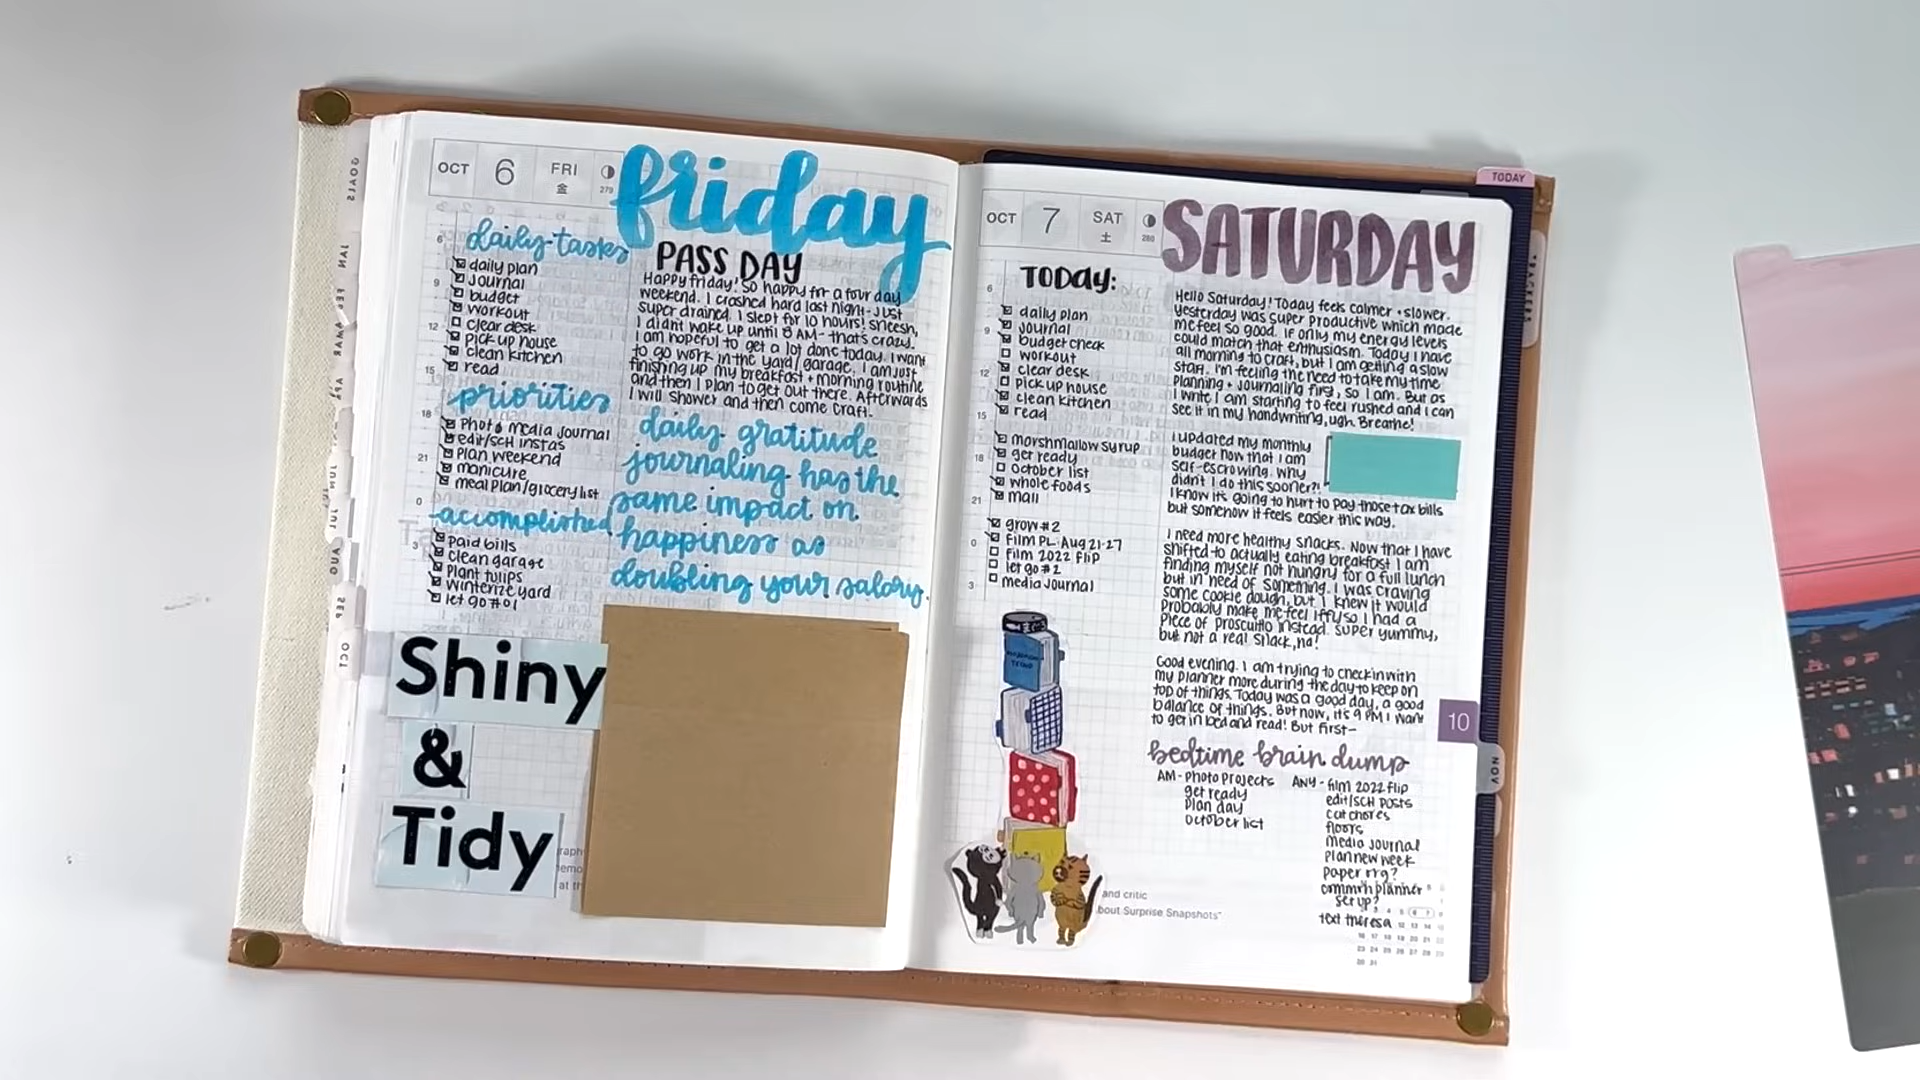 OCT 6 FRI 金 279
friday
daily tasks
daily plan
journal
budget
workout
clear desk
pick up house
clean kitchen
read
priorities
photo media journal
edit/sch instas
plan weekend
manicure
meal plan/grocery list
accomplished
paid bills
clean garage
plant tulips
winterize yard
let go #01
PASS DAY
Happy Friday! So happy for a four day
weekend. I crashed hard last night - just
super drained. I slept for 10 hours! sheesh,
I didn't wake up until 8 AM - that's crazy.
I am hopeful to get a lot done today. I want
to go work in the yard/garage, I am just
finishing up my breakfast + morning routine
and then I plan to get out there. Afterwards
I will shower and then come craft.
daily gratitude
journaling has the
same impact on
happiness as
doubling your salary.
Shiny
&
Tidy
OCT 7 SAT 土 280
SATURDAY
TODAY
TODAY:
daily plan
journal
budget check
workout
clear desk
pick up house
clean kitchen
read
marshmallow syrup
get ready
October list
whole foods
mail
grow #2
film PL: Aug 21-27
film 2022 flip
let go #2
media journal
Hello Saturday! Today feels calmer + slower.
Yesterday was super productive which made
me feel so good. If only my energy levels
could match that enthusiasm. Today I have
all morning to craft, but I am getting a slow
start. I'm feeling the need to take my time
planning + journaling first, so I am. But as
I write I am starting to feel rushed and I can
see it in my handwriting, ugh. Breathe!
I updated my monthly
budget now that I am
self-escrowing. Why
didn't I do this sooner?!
I know it's going to hurt to pay those tax bills
but somehow it feels easier this way.
I need more healthy snacks. Now that I have
shifted to actually eating breakfast I am
finding myself not hungry for a full lunch
but in need of something. I was craving
some cookie dough, but I knew it would
probably make me feel iffy so I had a
piece of prosciutto instead. Super yummy,
but not a real snack, ha!
Good evening. I am trying to check in with
my planner more during the day to keep on
top of things. Today was a good day, a good
balance of things. But now, it's 9 PM I want
to get in bed and read! But first—
bedtime brain dump
AM - photo projects
get ready
plan day
October list
ANY - film 2022 flip
edit/sch posts
cat chores
floors
media journal
plan new week
paper org?
common planner
set up?
text theresa
and critic
bout Surprise Snapshots"
10
NOV
GOALS
JAN
FEB
MAR
APR
JUN
JUL
AUG
SEP
OCT